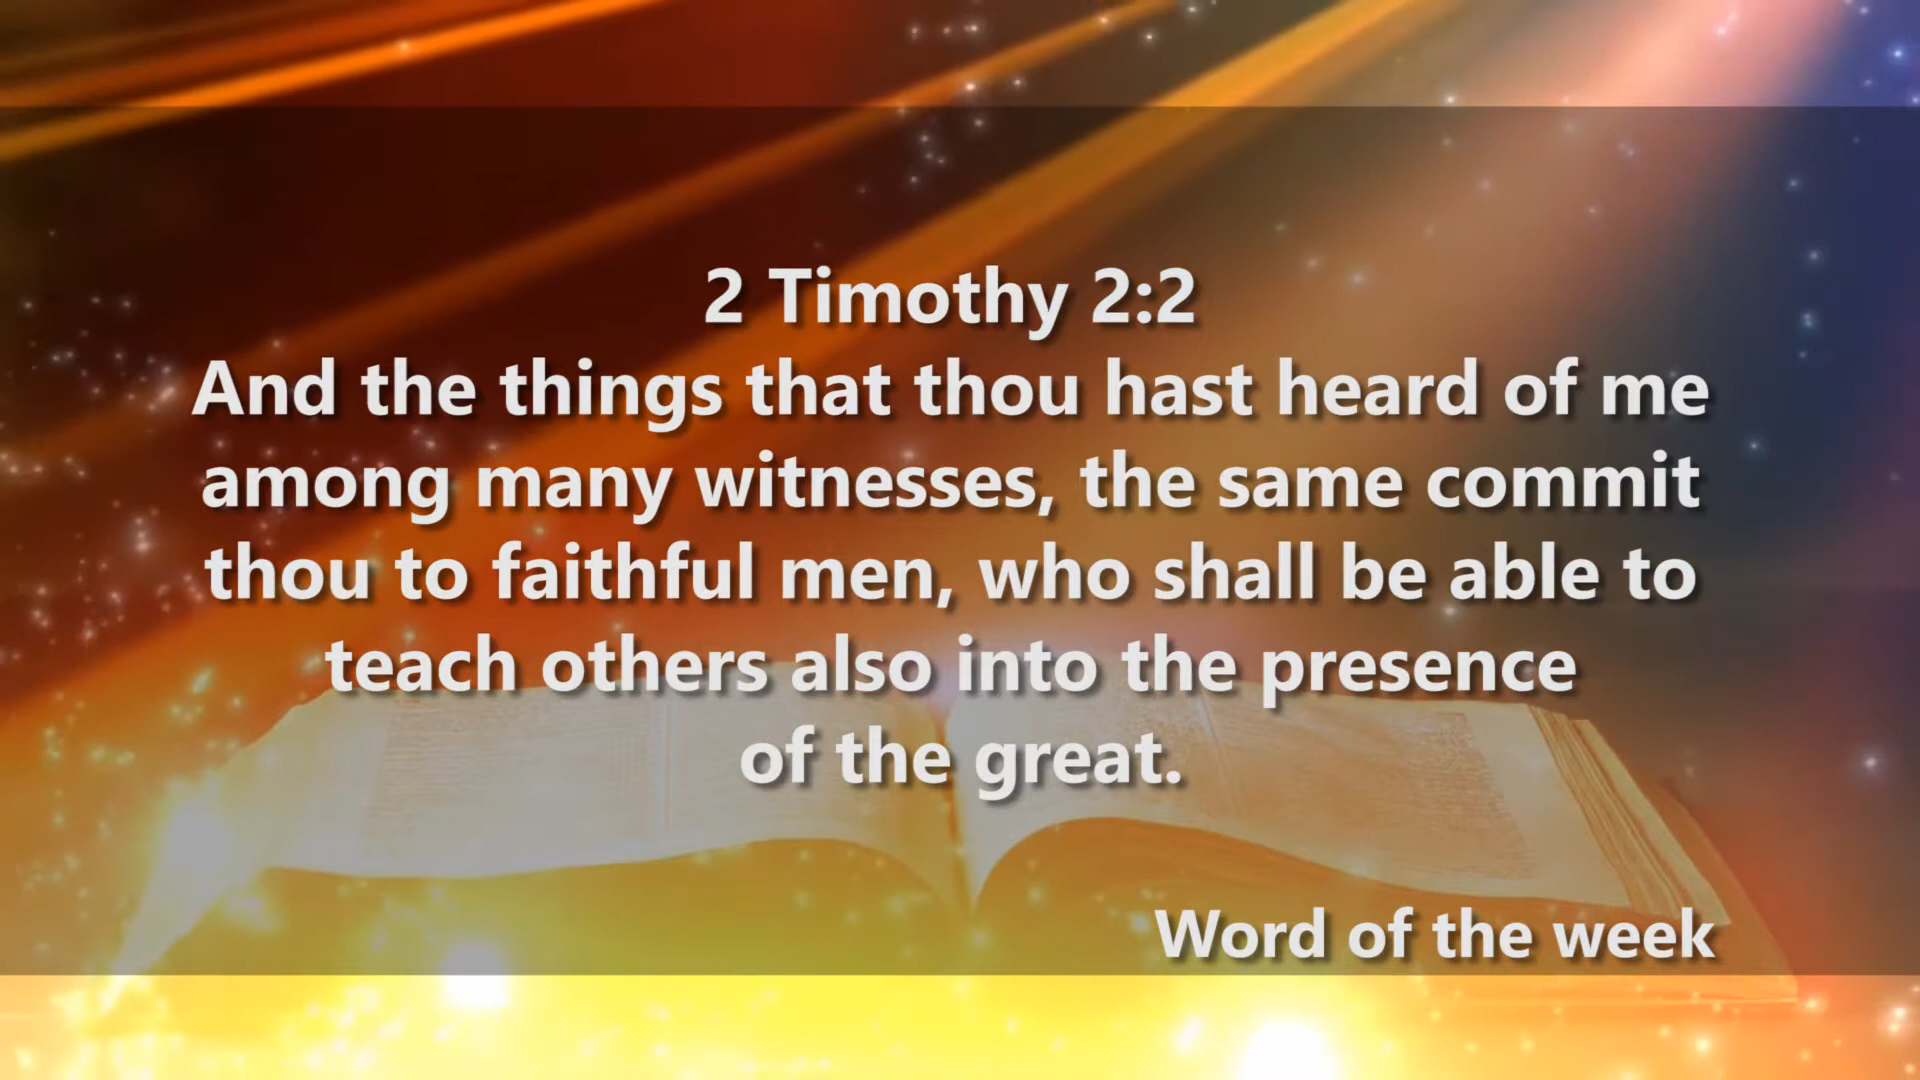 2 Timothy 2:2
And the things that thou hast heard of me
among many witnesses, the same commit
thou to faithful men, who shall be able to
teach others also into the presence
of the great.
Word of the week